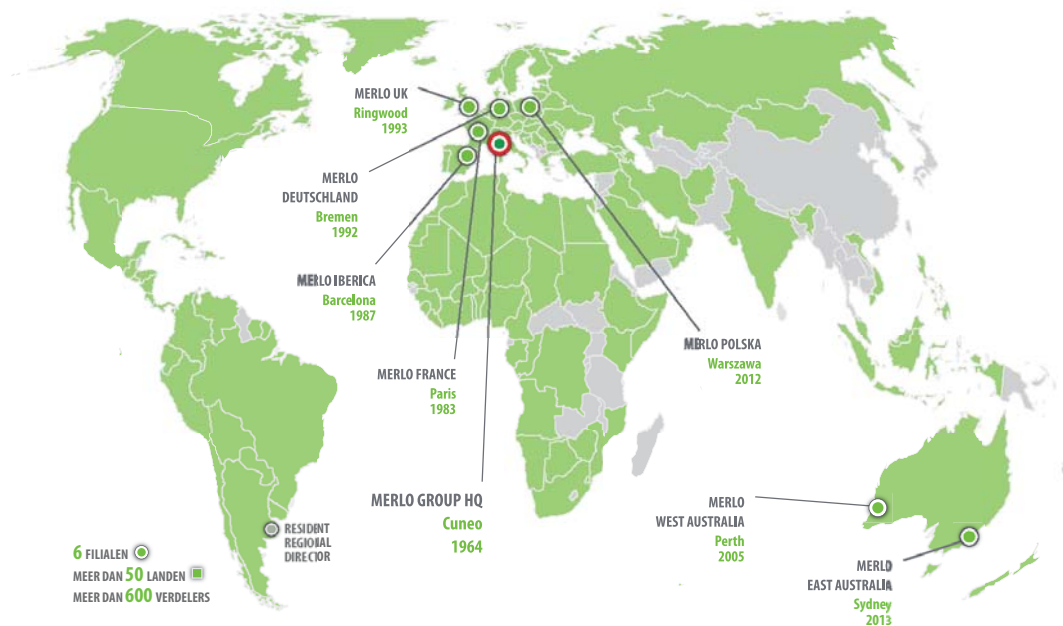 MERLO UK
Ringwood
1993
MERLO
DEUTSCHLAND
Bremen
1992
MERLO IBERICA
Barcelona
1987
MERLO FRANCE
Paris
1983
MERLO GROUP HQ
Cuneo
1964
MERLO POLSKA
Warszawa
2012
MERLO
WEST AUSTRALIA
Perth
2005
MERLO
EAST AUSTRALIA
Sydney
2013
RESIDENT
REGIONAL
DIRECTOR
6 FILIALEN
MEER DAN 50 LANDEN
MEER DAN 600 VERDELERS